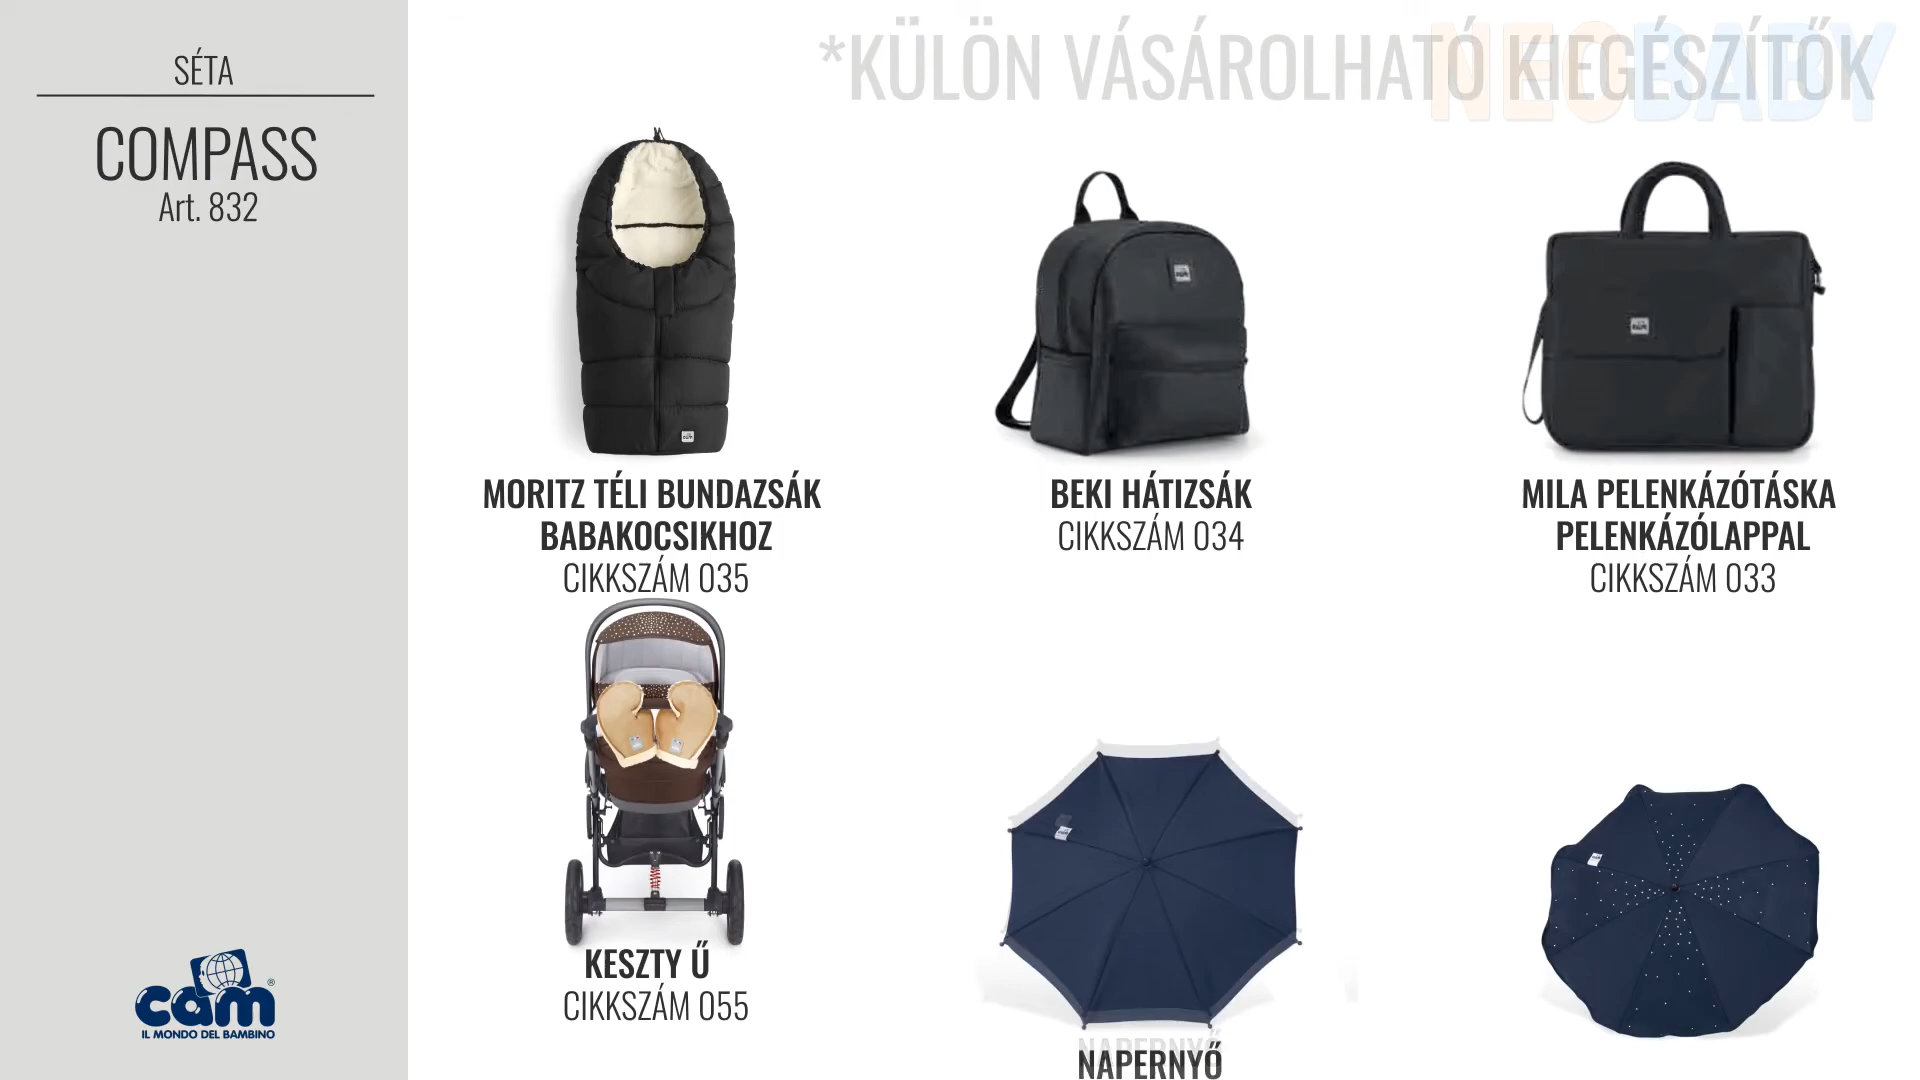 SÉTA
COMPASS
Art. 832
*KÜLÖN VÁSÁROLHATÓ KIEGÉSZÍTŐK
NEOBABY
MORITZ TÉLI BUNDAZSÁK
BABAKOCSIKHOZ
CIKKSZÁM 035
BEKI HÁTIZSÁK
CIKKSZÁM 034
MILA PELENKÁZÓTÁSKA
PELENKÁZÓLAPPAL
CIKKSZÁM 033
KESZTY Ű
CIKKSZÁM 055
NAPERNYŐ
cam®
IL MONDO DEL BAMBINO